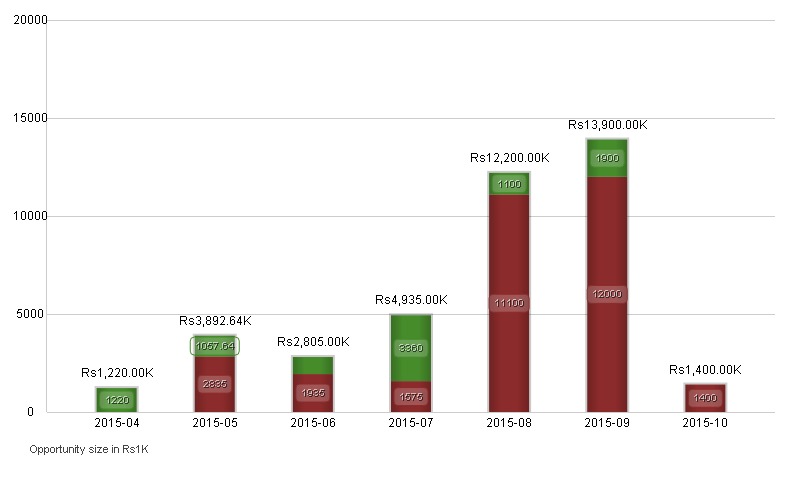 20000
15000
10000
5000
0
Rs1,220.00K
Rs3,892.64K
Rs2,805.00K
Rs4,935.00K
Rs12,200.00K
Rs13,900.00K
Rs1,400.00K
1220
1057.64
2835
1935
3360
1575
1100
11100
1900
12000
1400
2015-04 2015-05 2015-06 2015-07 2015-08 2015-09 2015-10
Opportunity size in Rs1K